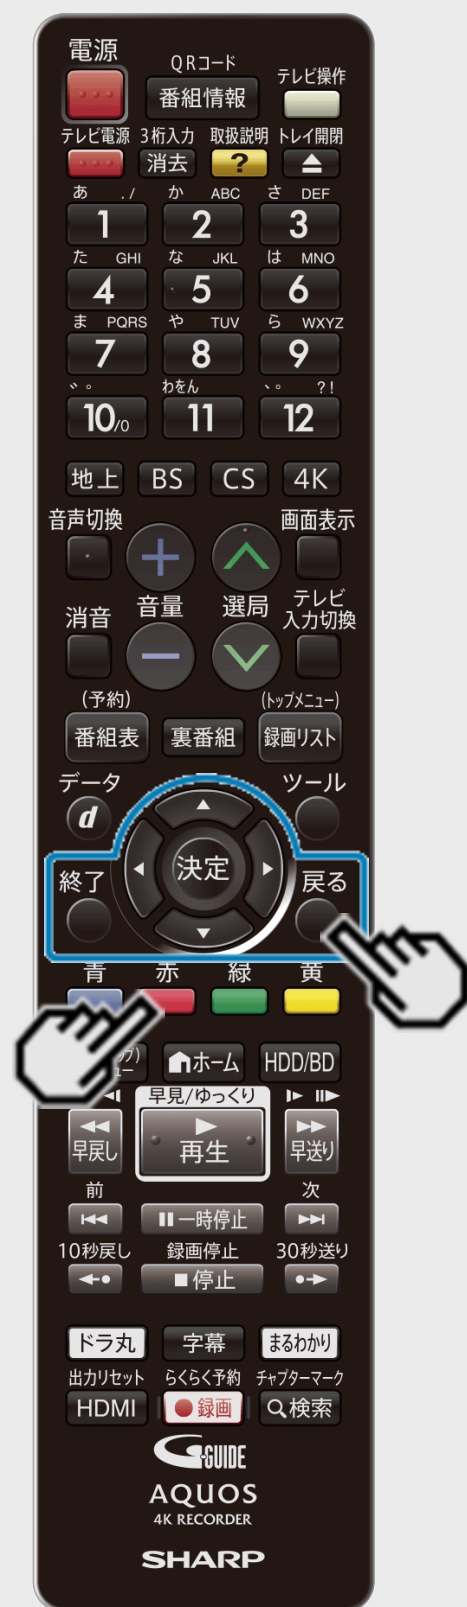 電源
QRコード
番組情報
テレビ操作
テレビ電源 3桁入力 取扱説明 トレイ開閉
消去 ?
あ ./ か ABC さ DEF
1 2 3
た GHI な JKL は MNO
4 5 6
ま PQRS や TUV ら WXYZ
7 8 9
゛゜ わをん 、。 ?!
10/0 11 12
地上 BS CS 4K
音声切換 画面表示
消音 音量 選局 テレビ
入力切換
(予約) (トップメニュー)
番組表 裏番組 録画リスト
データ ツール
d
決定
終了 戻る
青 赤 緑 黄
ホーム HDD/BD
早見/ゆっくり
早戻し 再生 早送り
前 次
一時停止
10秒戻し 録画停止 30秒送り
停止
ドラ丸 字幕 まるわかり
出力リセット らくらく予約 チャプターマーク
HDMI 録画 検索
G-GUIDE
AQUOS
4K RECORDER
SHARP